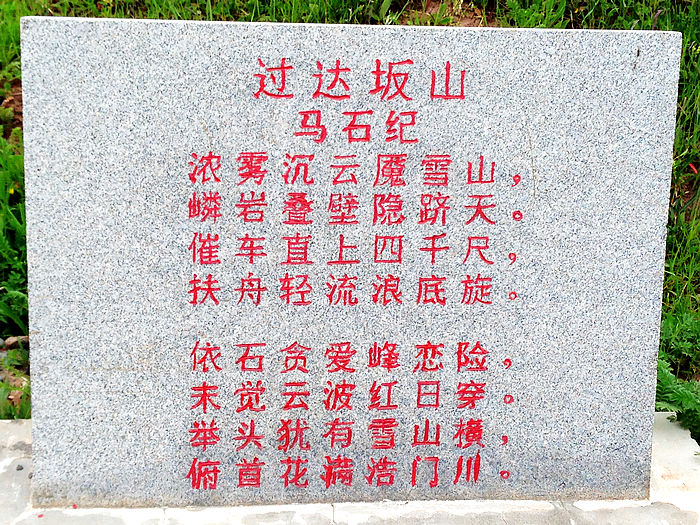 过达坂山
马石纪
浓雾沉云魇雪山，
嶙岩叠壁隐跻天。
催车直上四千尺，
扶舟轻流浪底旋。
依石贪爱峰恋险，
末觉云波红日穿。
举头犹有雪山横，
俯首花满浩门川。